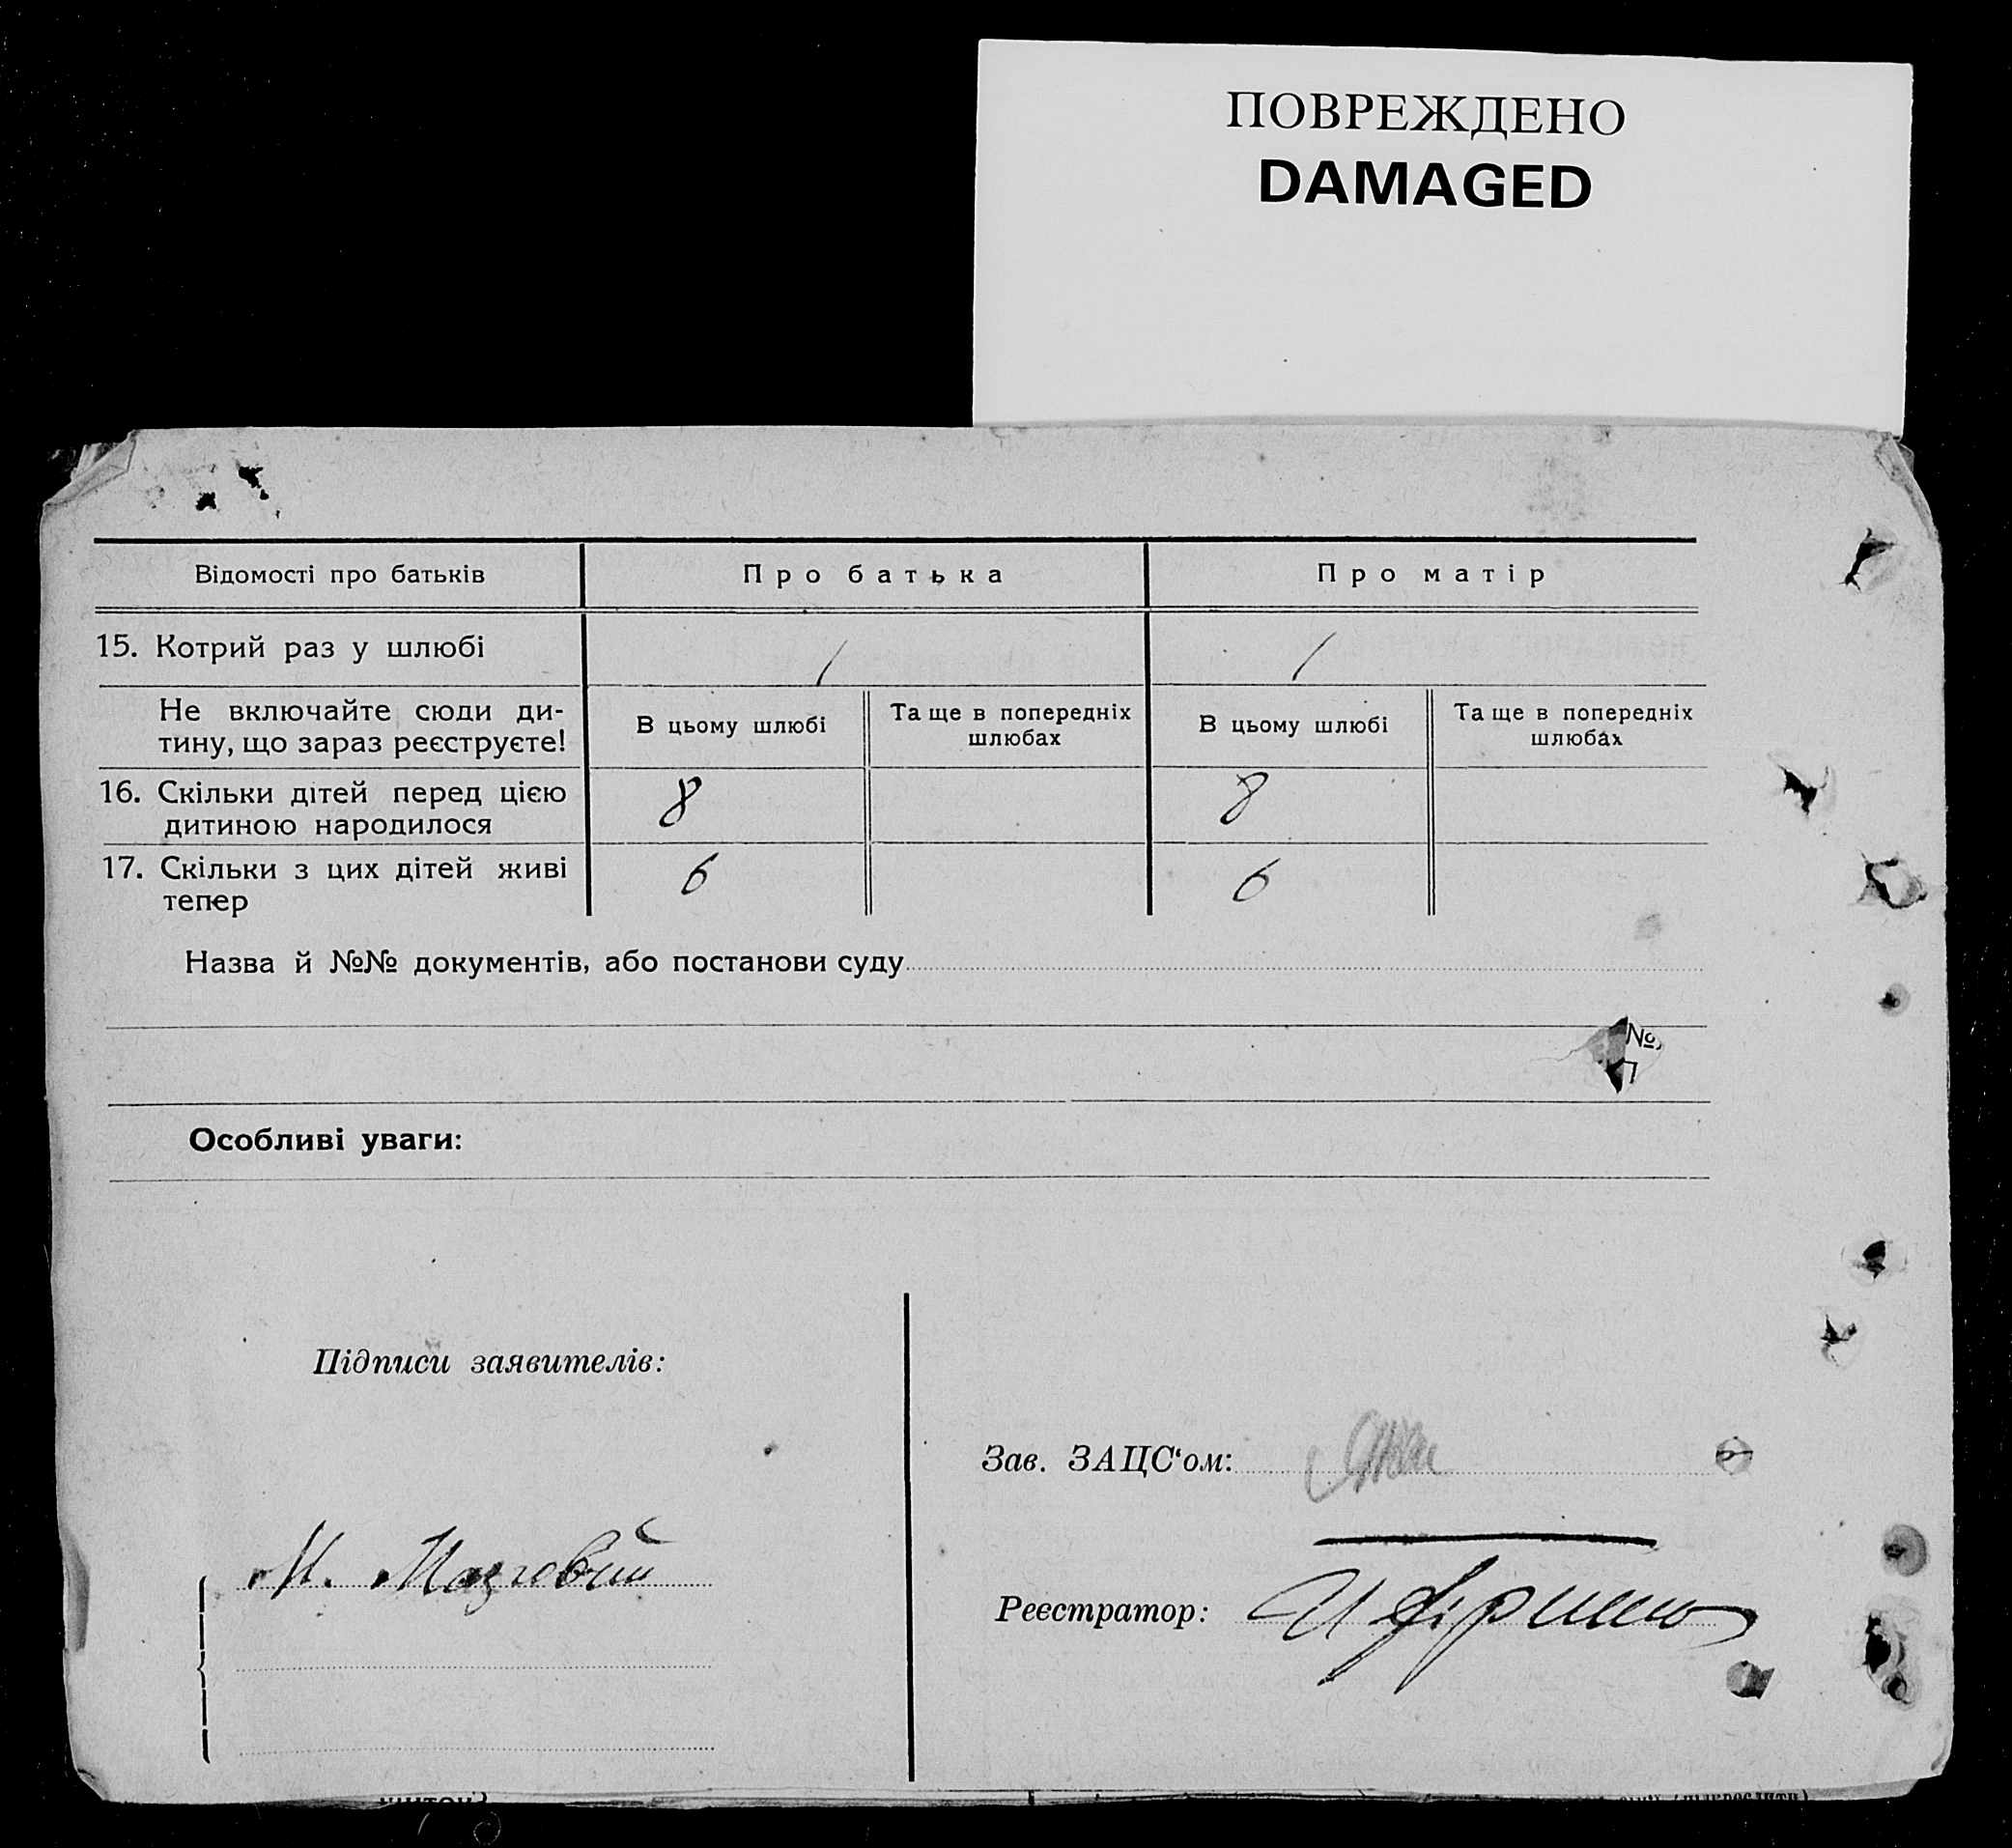 ПОВРЕЖДЕНО
DAMAGED
Відомості про батьків
Про батька
Про матір
15. Котрий раз у шлюбі
1
1
Не включайте сюди ди-
тину, що зараз реєструєте!
В цьому шлюбі
Та ще в попередніх
шлюбах
В цьому шлюбі
Та ще в попередніх
шлюбах
16. Скільки дітей перед цією
дитиною народилося
8
8
17. Скільки з цих дітей живі
тепер
6
6
Назва й №№ документів, або постанови суду
№
Особливі уваги:
Підписи заявителів:
Зав. ЗАЦС'ом:
М.
Реєстратор: